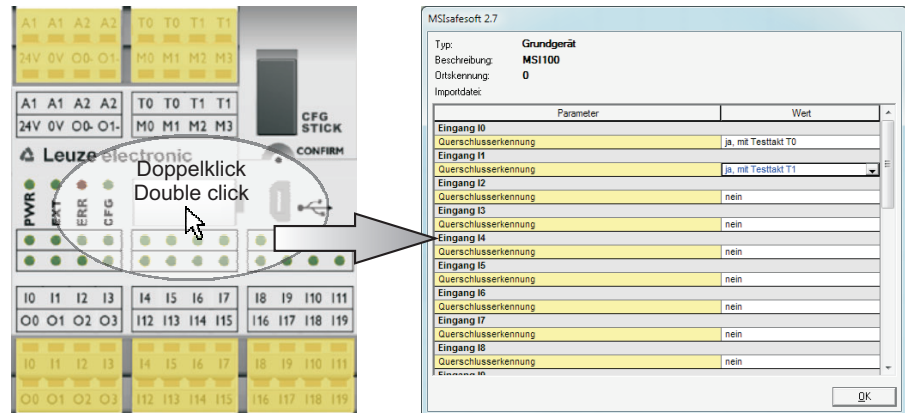 A1 A1 A2 A2 T0 T0 T1 T1
24V 0V O0- O1- M0 M1 M2 M3
A1 A1 A2 A2 T0 T0 T1 T1
24V 0V O0- O1- M0 M1 M2 M3
CFG
STICK
Leuze electronic
CONFIRM
Doppelklick
Double click
PWR
EXT
ERR
CFG
I0 I1 I2 I3 I4 I5 I6 I7 I8 I9 I10 I11
O0 O1 O2 O3 I12 I13 I14 I15 I16 I17 I18 I19
I0 I1 I2 I3 I4 I5 I6 I7 I8 I9 I10 I11
O0 O1 O2 O3 I12 I13 I14 I15 I16 I17 I18 I19
MSIsafesoft 2.7
Typ: Grundgerät
Beschreibung: MSI100
Ortskennung: 0
Importdatei:
Parameter Wert
Eingang I0
Querschlusserkennung ja, mit Testtakt T0
Eingang I1
Querschlusserkennung ja, mit Testtakt T1
Eingang I2
Querschlusserkennung nein
Eingang I3
Querschlusserkennung nein
Eingang I4
Querschlusserkennung nein
Eingang I5
Querschlusserkennung nein
Eingang I6
Querschlusserkennung nein
Eingang I7
Querschlusserkennung nein
Eingang I8
Querschlusserkennung nein
Eingang I9
OK